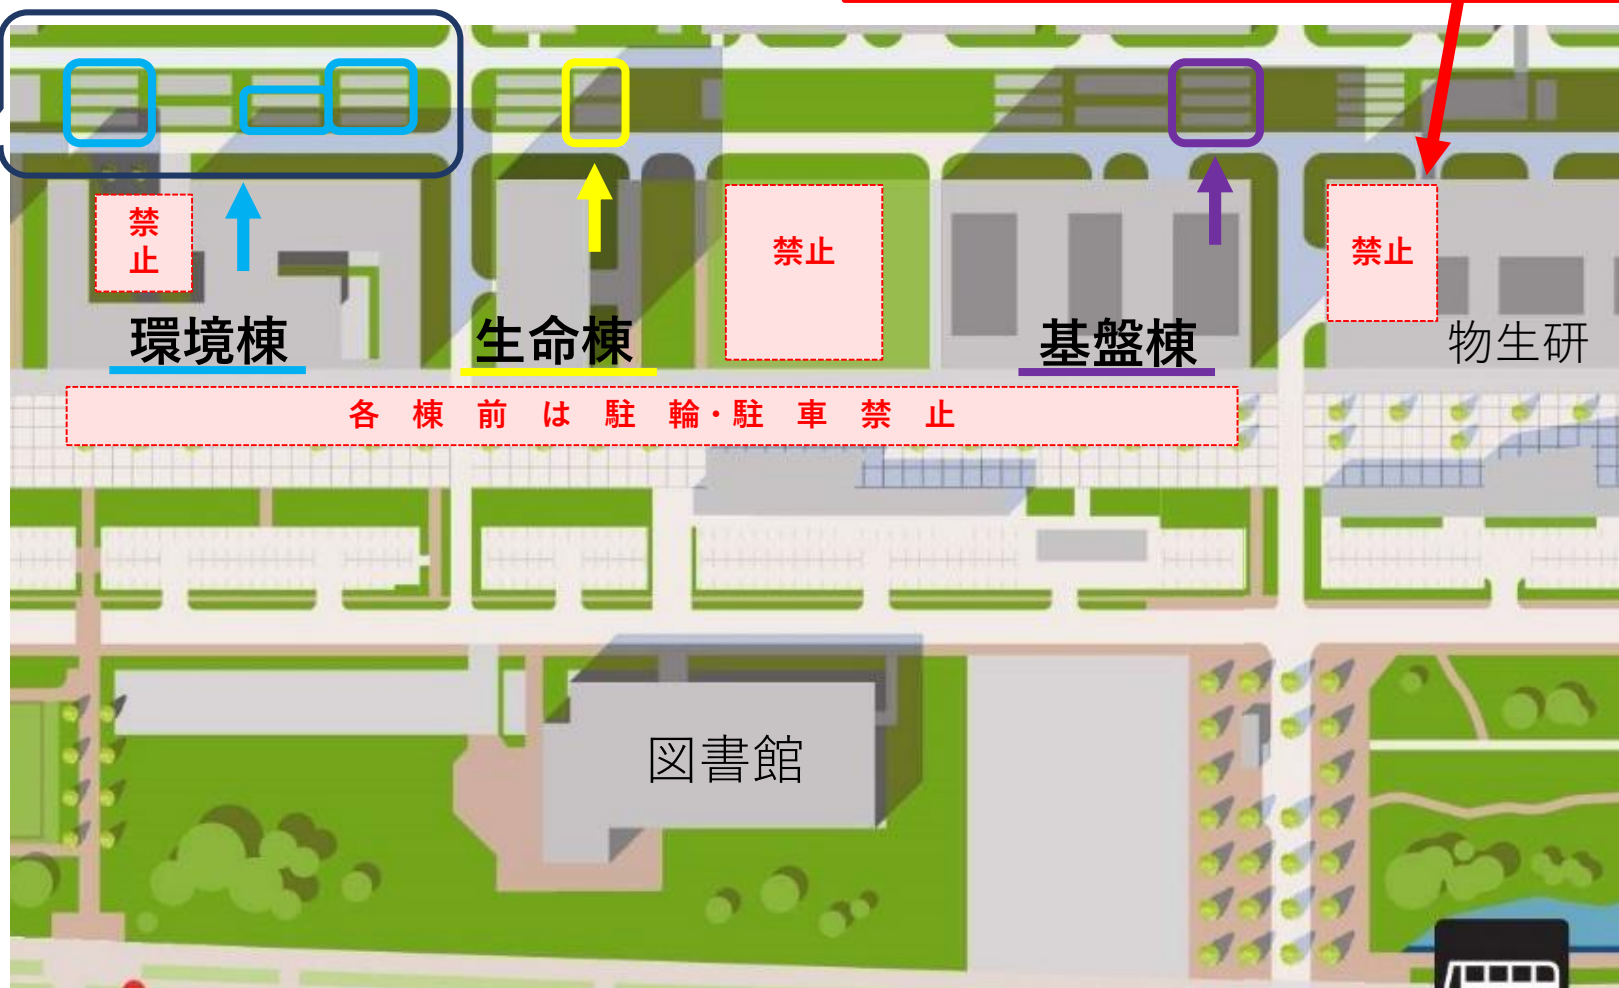 禁
止
禁止
禁止
環境棟
生命棟
基盤棟
物生研
各 棟 前 は 駐 輪・駐 車 禁 止
図書館